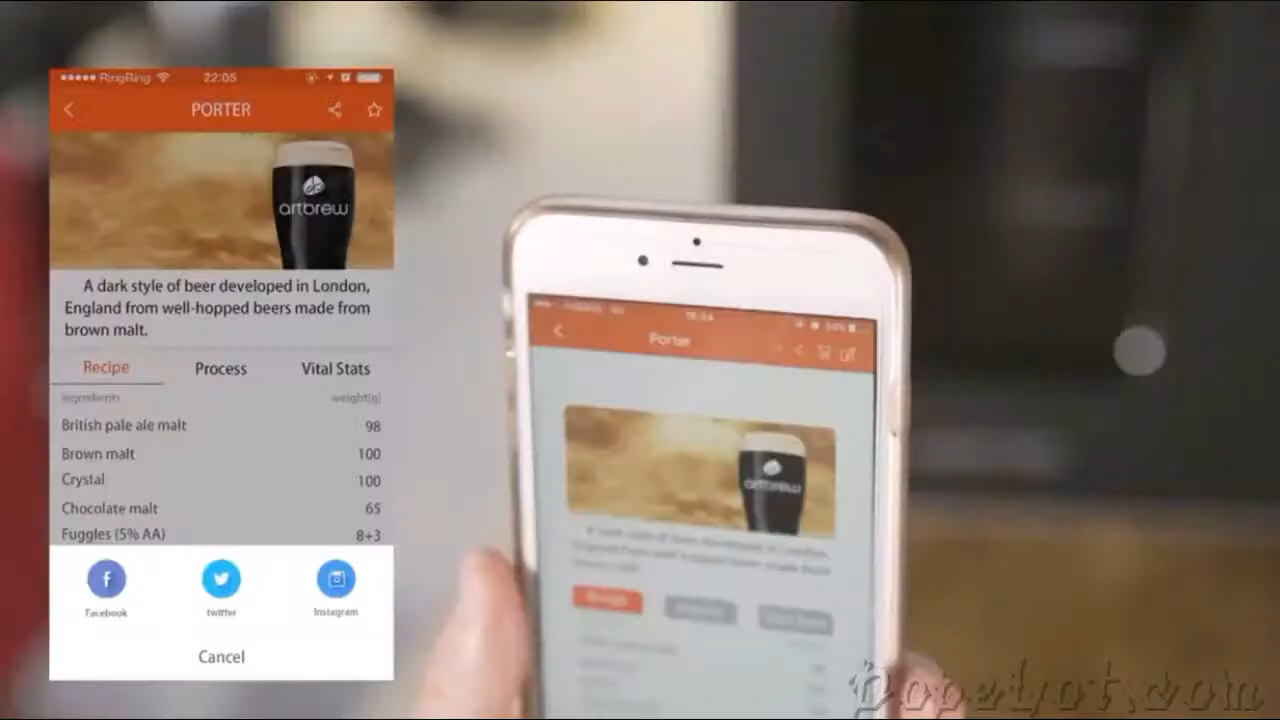 RingRing 22:05
PORTER
artbrew
A dark style of beer developed in London,
England from well-hopped beers made from
brown malt.
Recipe Process Vital Stats
ingredients weight(g)
British pale ale malt 98
Brown malt 100
Crystal 100
Chocolate malt 65
Fuggles (5% AA) 8+3
Facebook twitter Instagram
Cancel
Porter
artbrew
Recipe